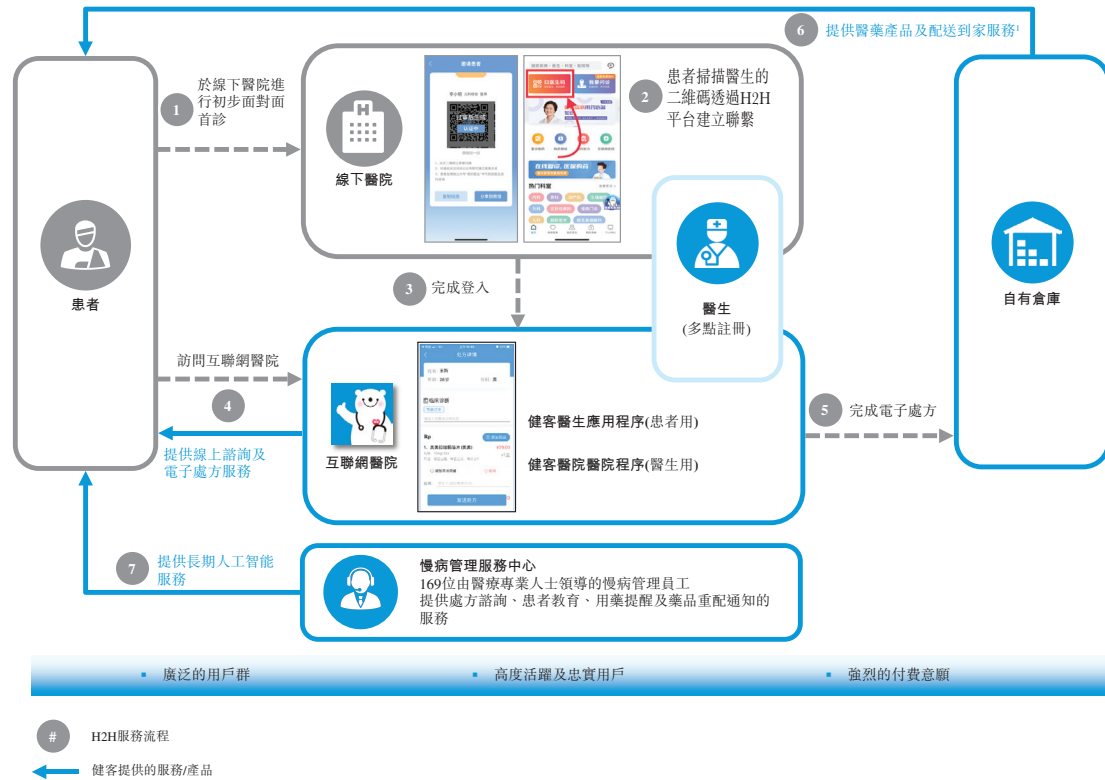 6 提供醫藥產品及配送到家服務¹
1
於線下醫院進
行初步面對面
首診
線下醫院
2
患者掃描醫生的
二維碼透過H2H
平台建立聯繫
热门科室
患者
3 完成登入
醫生
(多點註冊)
自有倉庫
訪問互聯網醫院
4
提供線上諮詢及
電子處方服務
互聯網醫院
Rp
健客醫生應用程序(患者用)
健客醫院醫院程序(醫生用)
5 完成電子處方
7
提供長期人工智能
服務
慢病管理服務中心
169位由醫療專業人士領導的慢病管理員工
提供處方諮詢、患者教育、用藥提醒及藥品重配通知的
服務
▪ 廣泛的用戶群
▪ 高度活躍及忠實用戶
▪ 強烈的付費意願
# H2H服務流程
健客提供的服務/產品